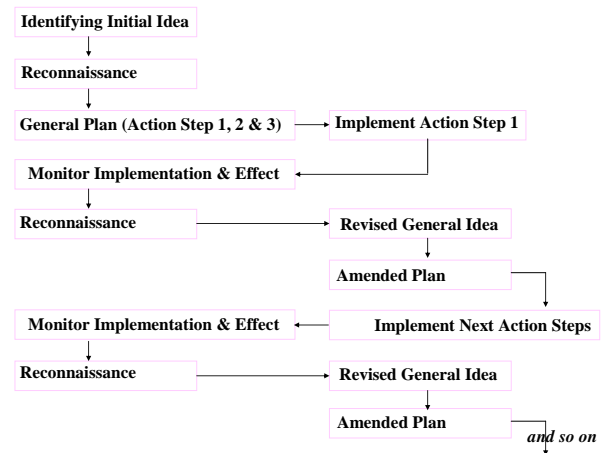 Identifying Initial Idea
Reconnaissance
General Plan (Action Step 1, 2 & 3)
Implement Action Step 1
Monitor Implementation & Effect
Reconnaissance
Revised General Idea
Amended Plan
Implement Next Action Steps
Monitor Implementation & Effect
Reconnaissance
Revised General Idea
Amended Plan
and so on